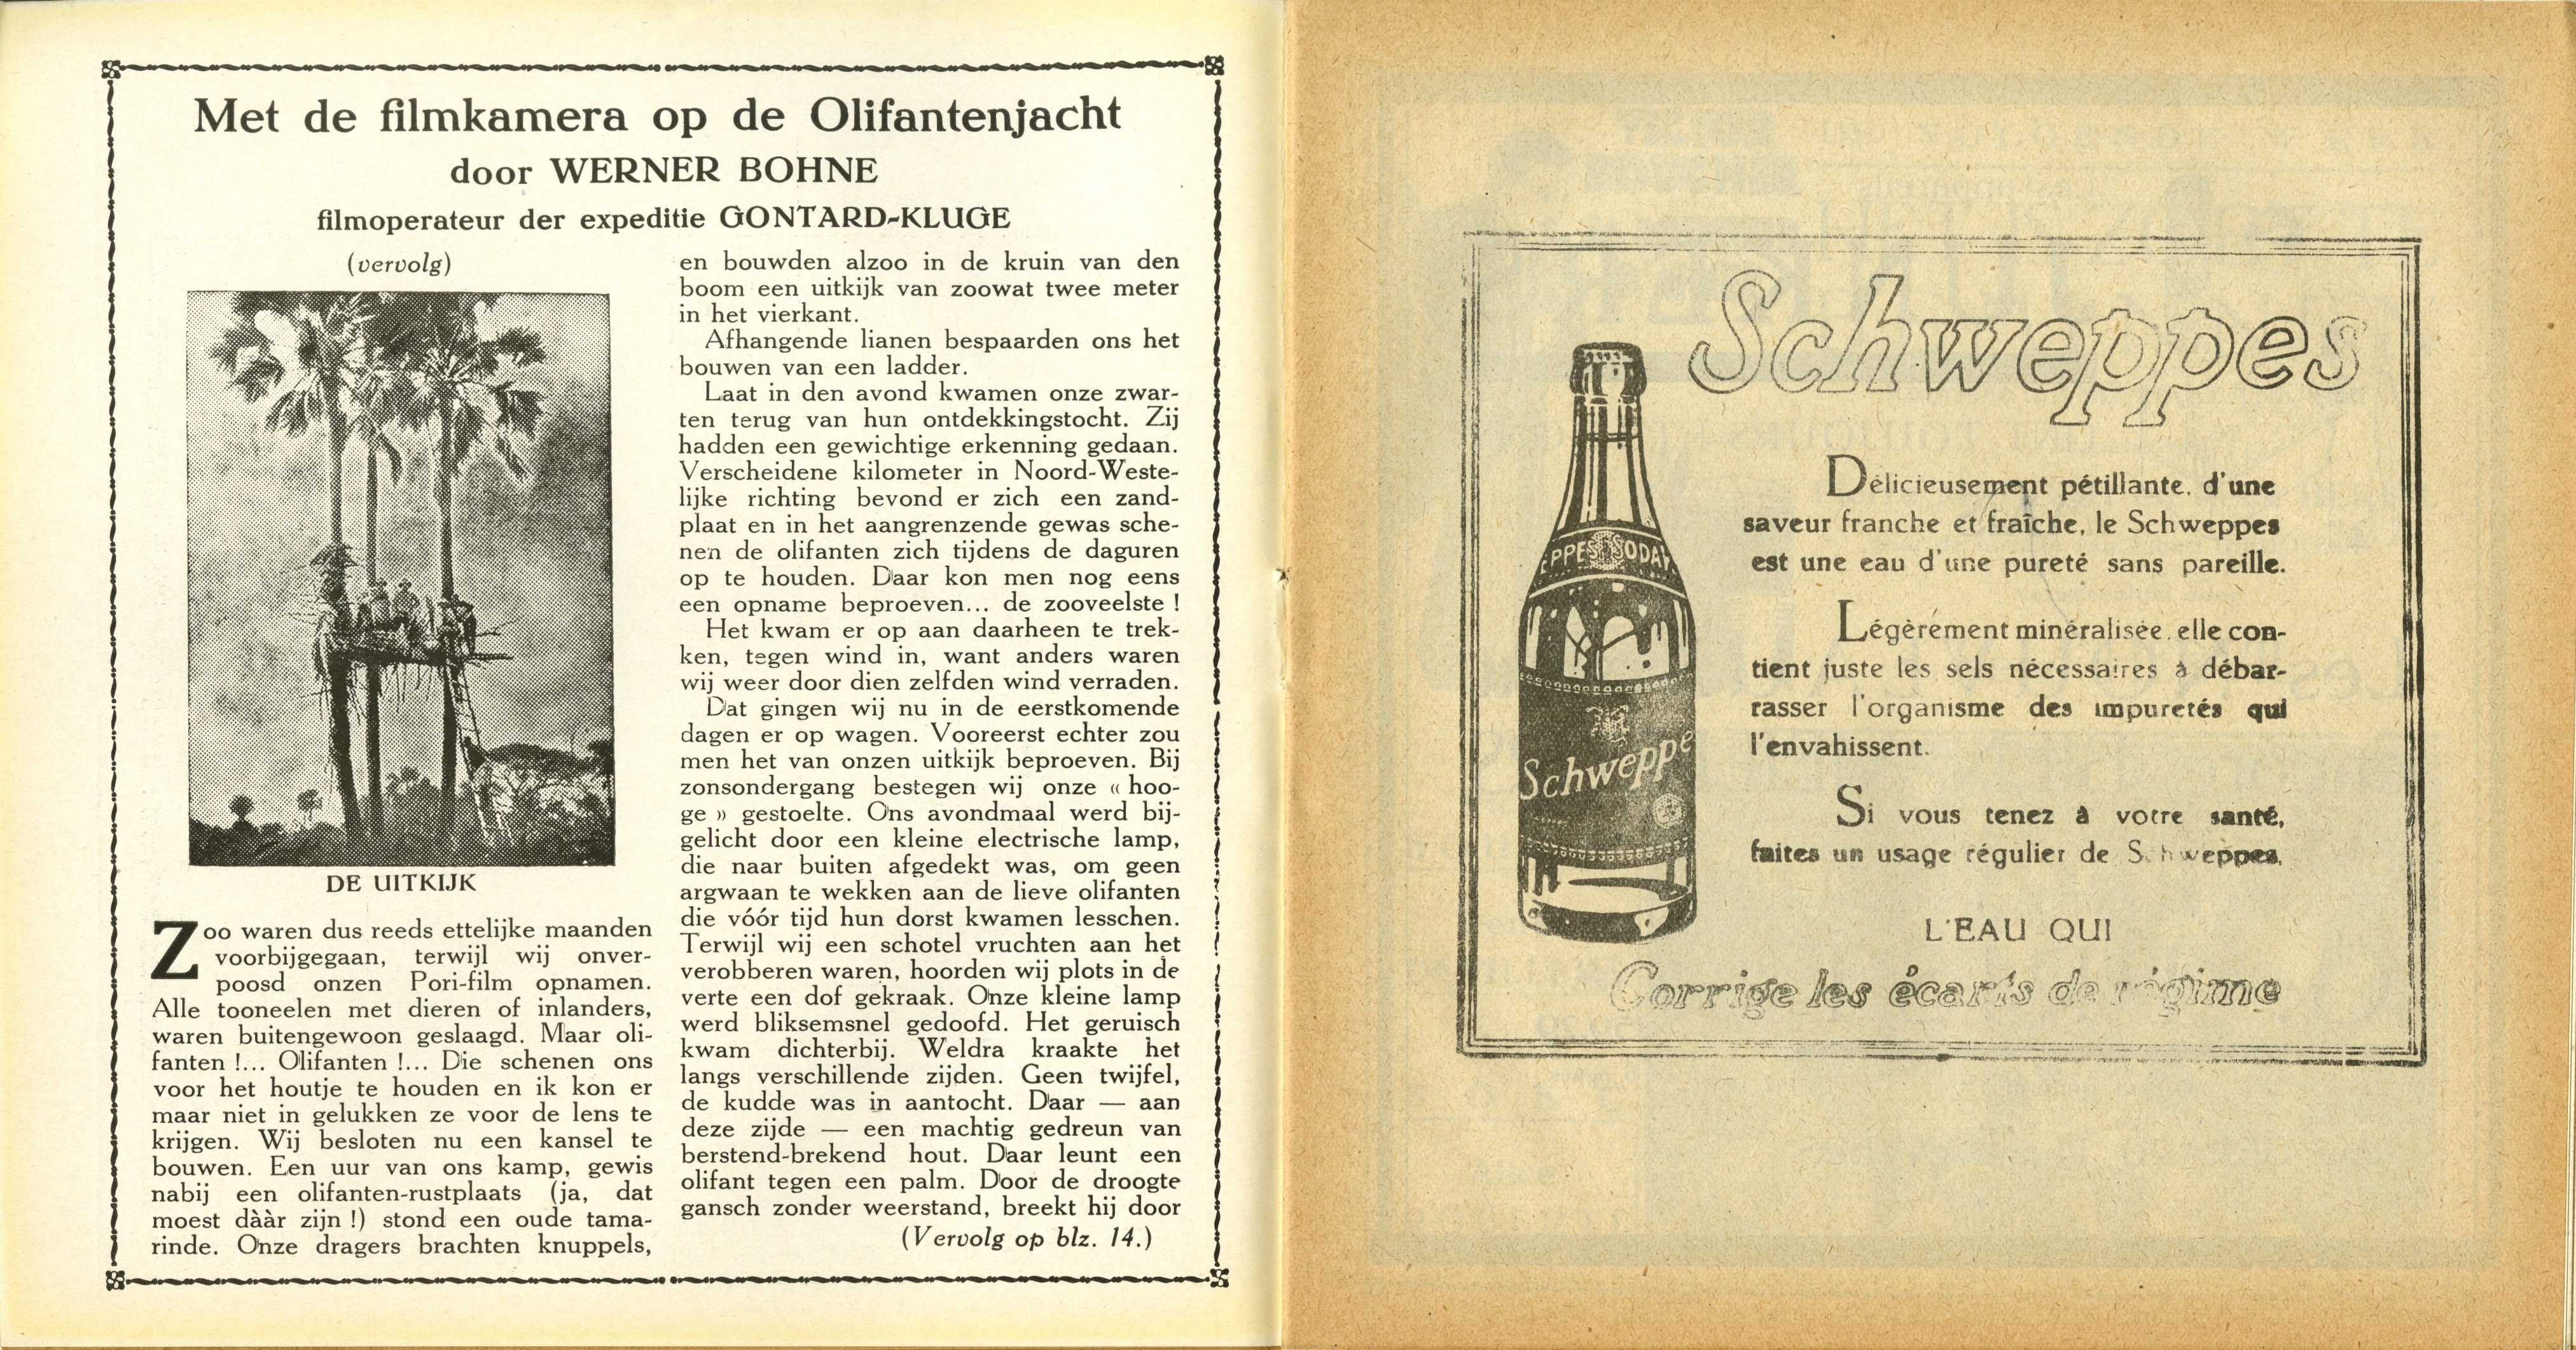 Met de filmkamera op de Olifantenjacht
door WERNER BOHNE
filmoperateur der expeditie GONTARD-KLUGE
(vervolg)
DE UITKIJK
Zoo waren dus reeds ettelijke maanden
voorbijgegaan, terwijl wij onver-
poosd onzen Pori-film opnamen.
Alle tooneelen met dieren of inlanders,
waren buitengewoon geslaagd. Maar oli-
fanten !... Olifanten !... Die schenen ons
voor het houtje te houden en ik kon er
maar niet in gelukken ze voor de lens te
krijgen. Wij besloten nu een kansel te
bouwen. Een uur van ons kamp, gewis
nabij een olifanten-rustplaats (ja, dat
moest dààr zijn !) stond een oude tama-
rinde. Onze dragers brachten knuppels,
en bouwden alzoo in de kruin van den
boom een uitkijk van zoowat twee meter
in het vierkant.
Afhangende lianen bespaarden ons het
bouwen van een ladder.
Laat in den avond kwamen onze zwar-
ten terug van hun ontdekkingstocht. Zij
hadden een gewichtige erkenning gedaan.
Verscheidene kilometer in Noord-Weste-
lijke richting bevond er zich een zand-
plaat en in het aangrenzende gewas sche-
nen de olifanten zich tijdens de daguren
op te houden. Daar kon men nog eens
een opname beproeven... de zooveelste !
Het kwam er op aan daarheen te trek-
ken, tegen wind in, want anders waren
wij weer door dien zelfden wind verraden.
Dat gingen wij nu in de eerstkomende
dagen er op wagen. Vooreerst echter zou
men het van onzen uitkijk beproeven. Bij
zonsondergang bestegen wij onze « hoo-
ge » gestoelte. Ons avondmaal werd bij-
gelicht door een kleine electrische lamp,
die naar buiten afgedekt was, om geen
argwaan te wekken aan de lieve olifanten
die vóór tijd hun dorst kwamen lesschen.
Terwijl wij een schotel vruchten aan het
verobberen waren, hoorden wij plots in de
verte een dof gekraak. Onze kleine lamp
werd bliksemsnel gedoofd. Het geruisch
kwam dichterbij. Weldra kraakte het
langs verschillende zijden. Geen twijfel,
de kudde was in aantocht. Daar — aan
deze zijde — een machtig gedreun van
berstend-brekend hout. Daar leunt een
olifant tegen een palm. Door de droogte
gansch zonder weerstand, breekt hij door
(Vervolg op blz. 14.)
Schweppes
EPPES SODA
Schweppe
Délicieusement pétillante, d'une
saveur franche et fraîche, le Schweppes
est une eau d'une pureté sans pareille.
Légèrement minéralisée, elle con-
tient juste les sels nécessaires à débar-
rasser l'organisme des impuretés qui
l'envahissent.
Si vous tenez à votre santé,
faites un usage régulier de Schweppes.
L'EAU QUI
Corrige les écarts de régime